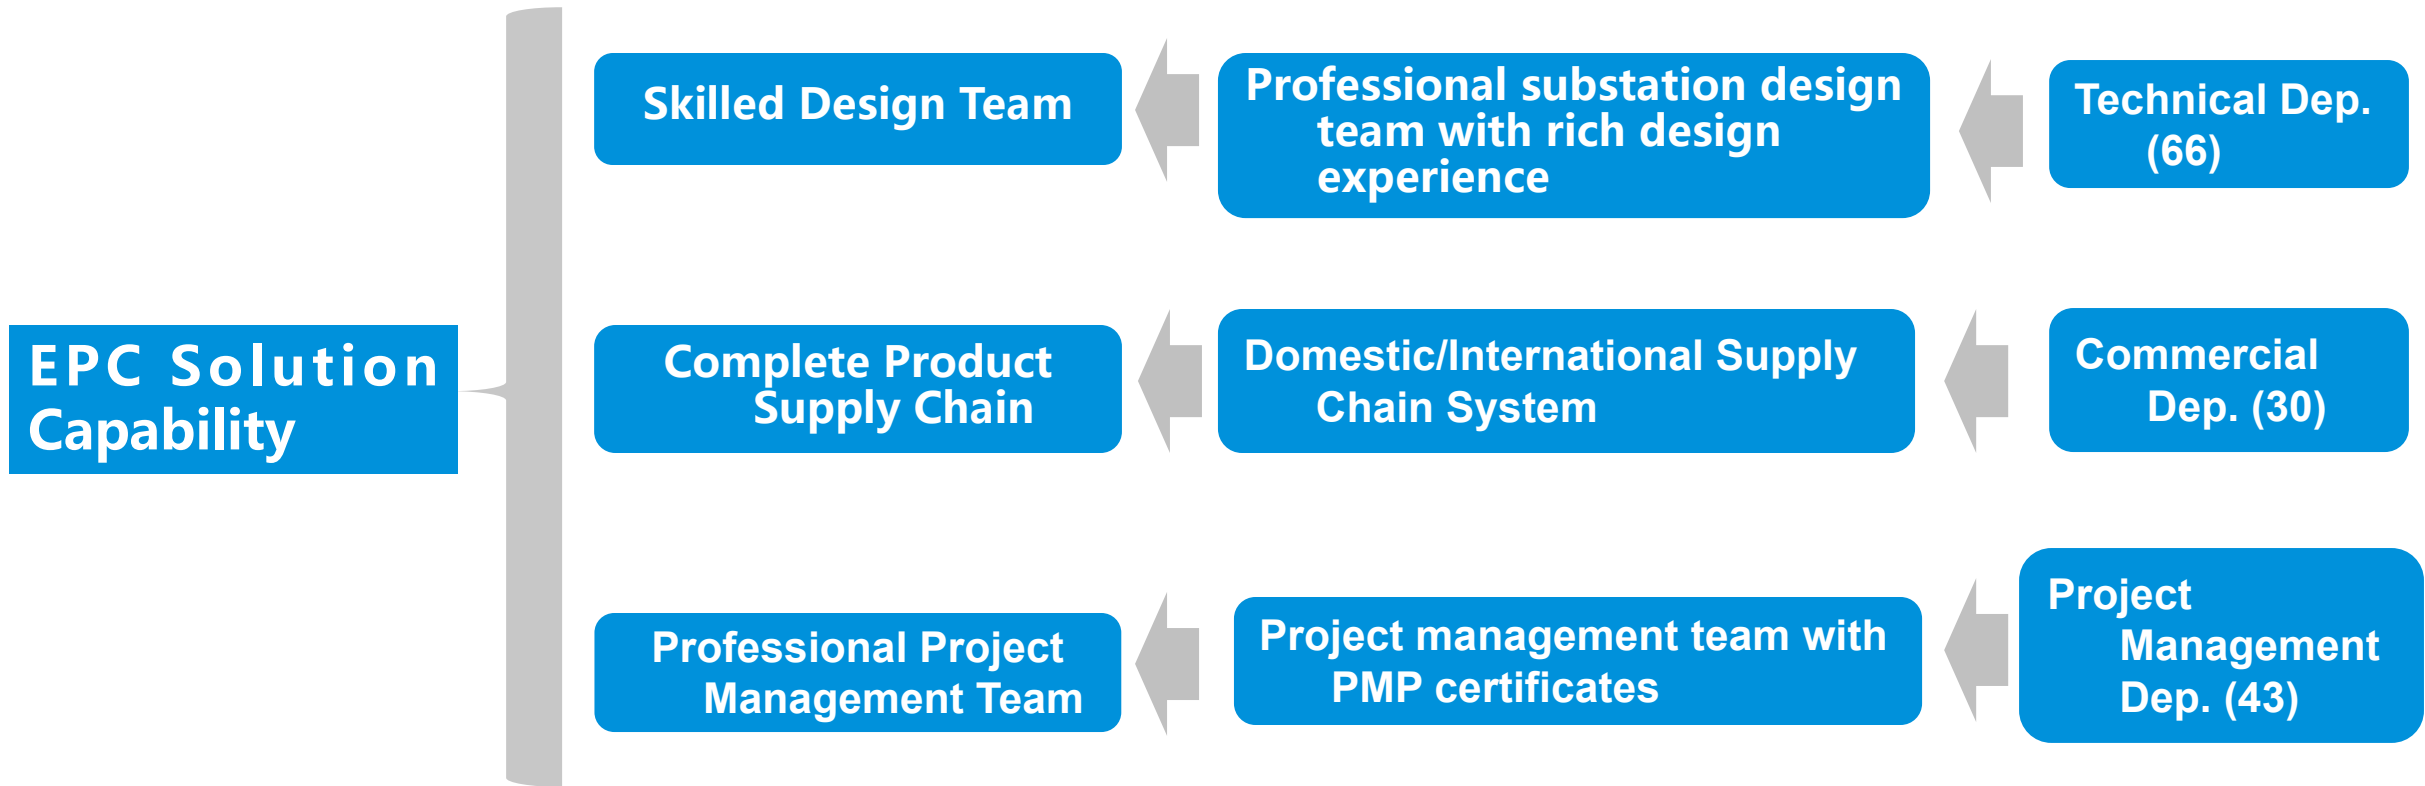 EPC Solution
Capability
Skilled Design Team
Professional substation design
team with rich design
experience
Technical Dep.
(66)
Complete Product
Supply Chain
Domestic/International Supply
Chain System
Commercial
Dep. (30)
Professional Project
Management Team
Project management team with
PMP certificates
Project
Management
Dep. (43)